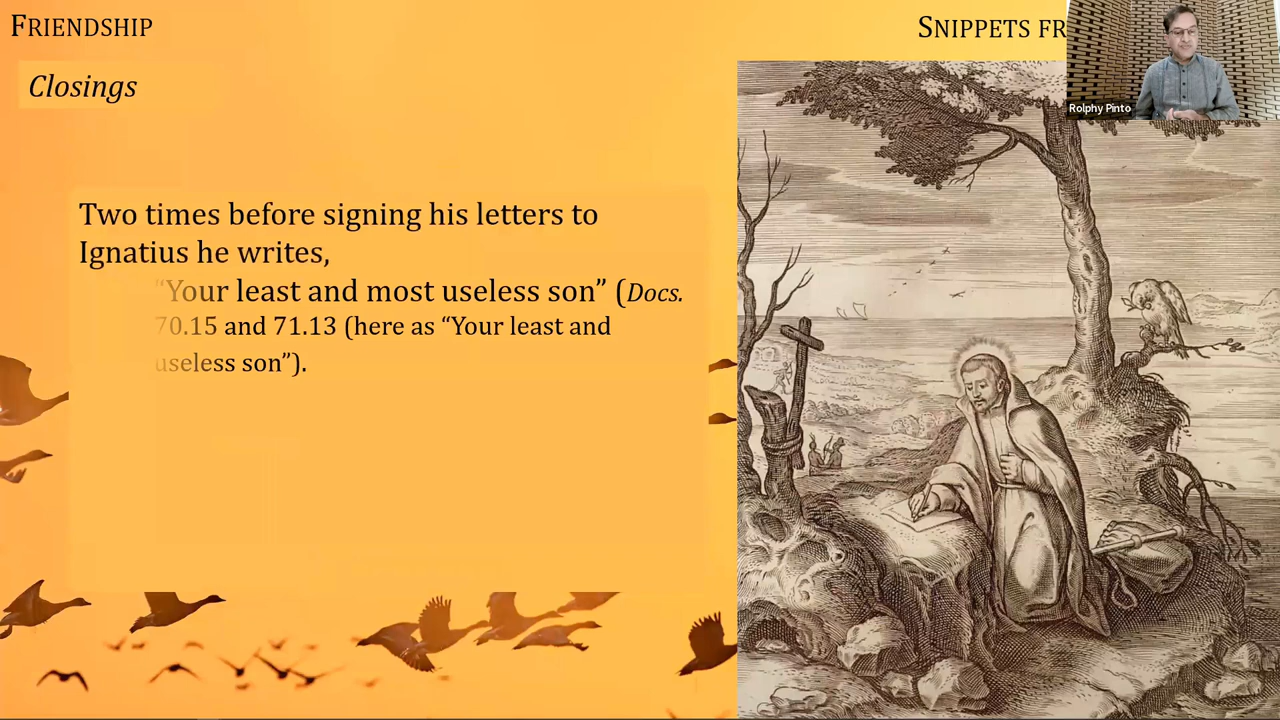 FRIENDSHIP
SNIPPETS FR
Rolphy Pinto
Closings
Two times before signing his letters to
Ignatius he writes,
“Your least and most useless son” (Docs.
70.15 and 71.13 (here as “Your least and
useless son”).